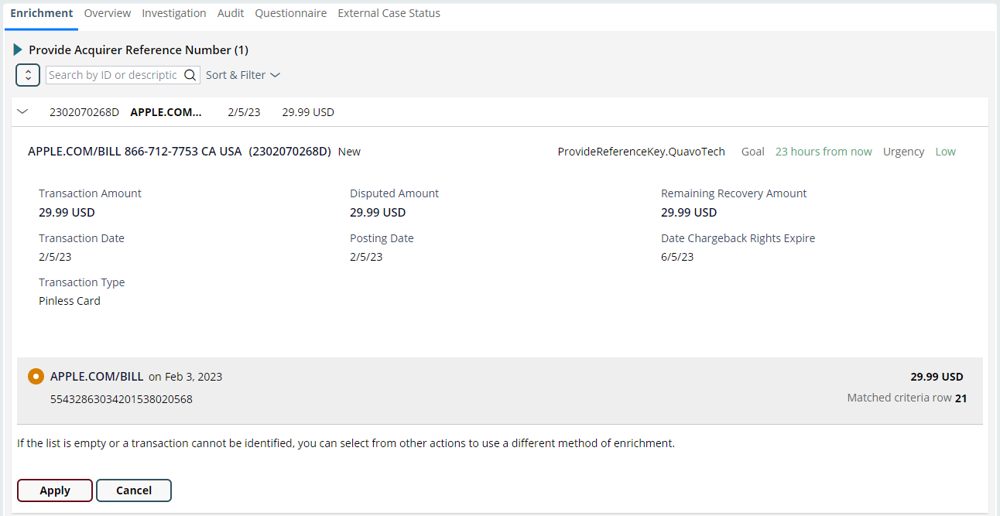 Enrichment Overview Investigation Audit Questionnaire External Case Status
Provide Acquirer Reference Number (1)
Search by ID or descriptic Sort & Filter
2302070268D APPLE.COM... 2/5/23 29.99 USD
APPLE.COM/BILL 866-712-7753 CA USA (2302070268D) New ProvideReferenceKey.QuavoTech Goal 23 hours from now Urgency Low
Transaction Amount Disputed Amount Remaining Recovery Amount
29.99 USD 29.99 USD 29.99 USD
Transaction Date Posting Date Date Chargeback Rights Expire
2/5/23 2/5/23 6/5/23
Transaction Type
Pinless Card
APPLE.COM/BILL on Feb 3, 2023 29.99 USD
55432863034201538020568 Matched criteria row 21
If the list is empty or a transaction cannot be identified, you can select from other actions to use a different method of enrichment.
Apply Cancel